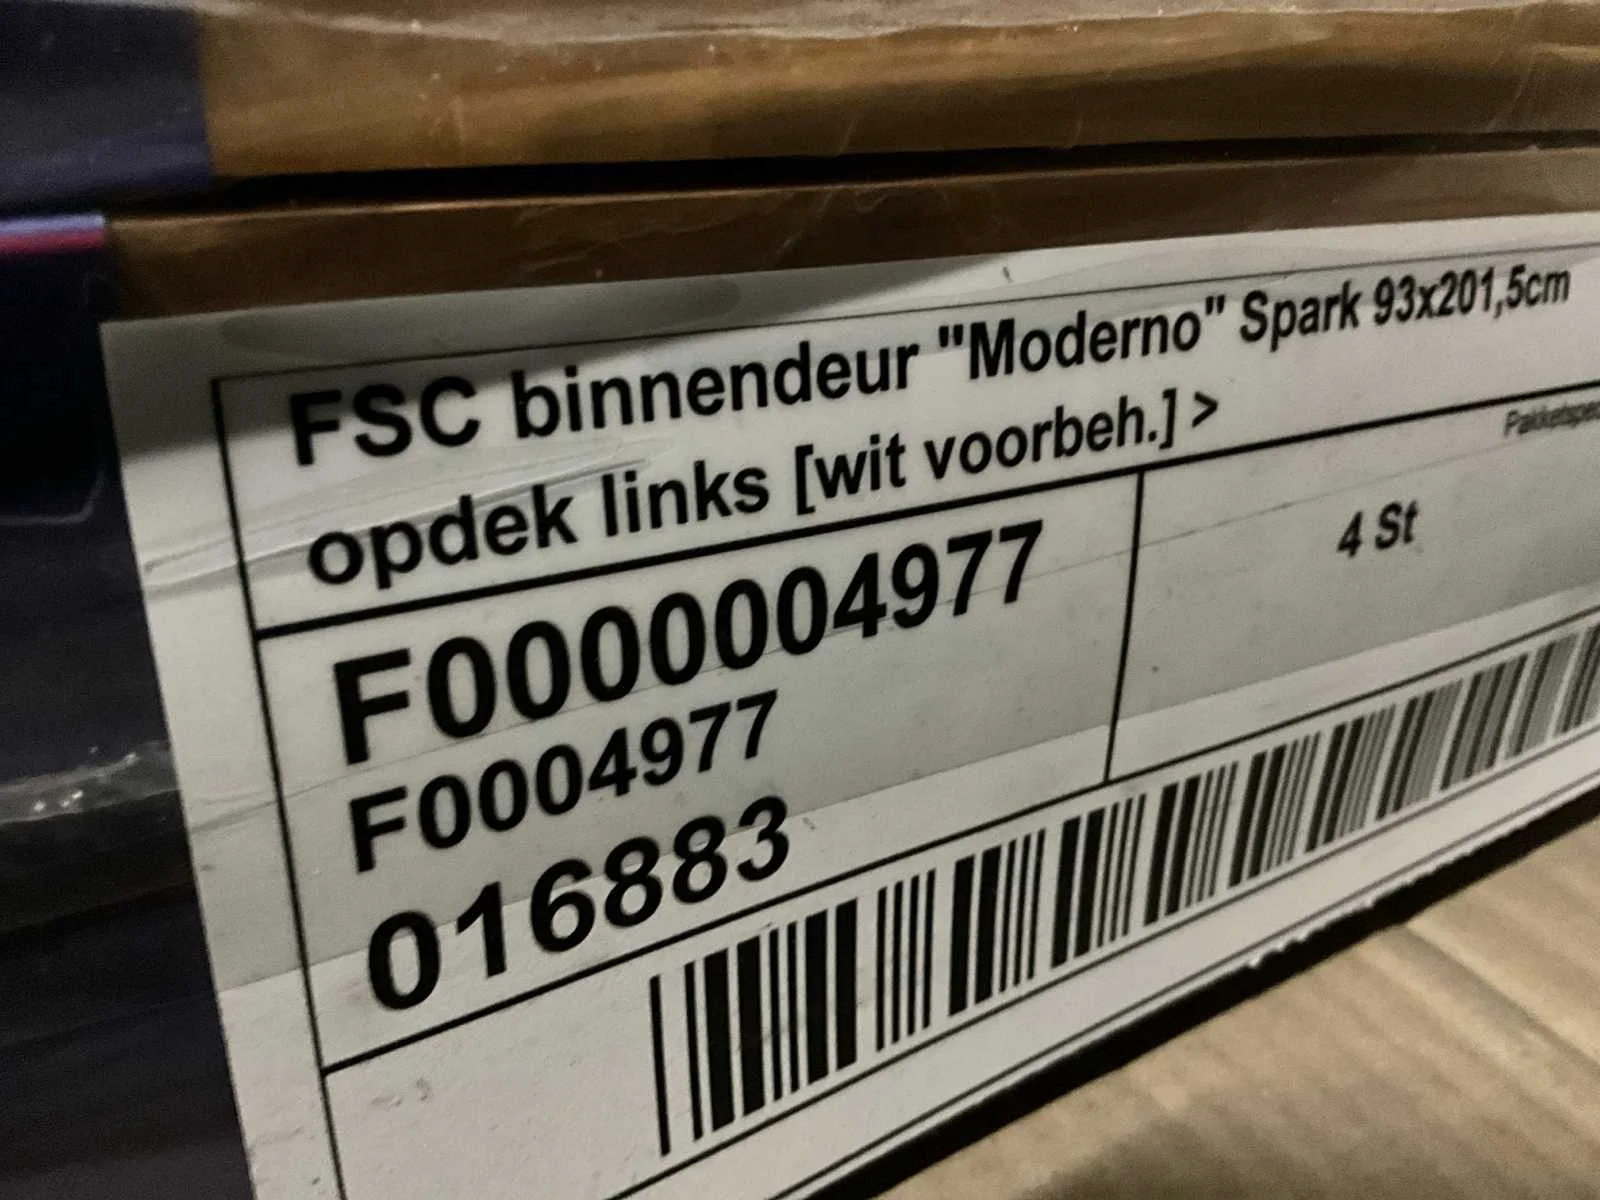 FSC binnendeur "Moderno" Spark 93x201,5cm
opdek links [wit voorbeh.] >
F0000004977
4 St
F0004977
016883